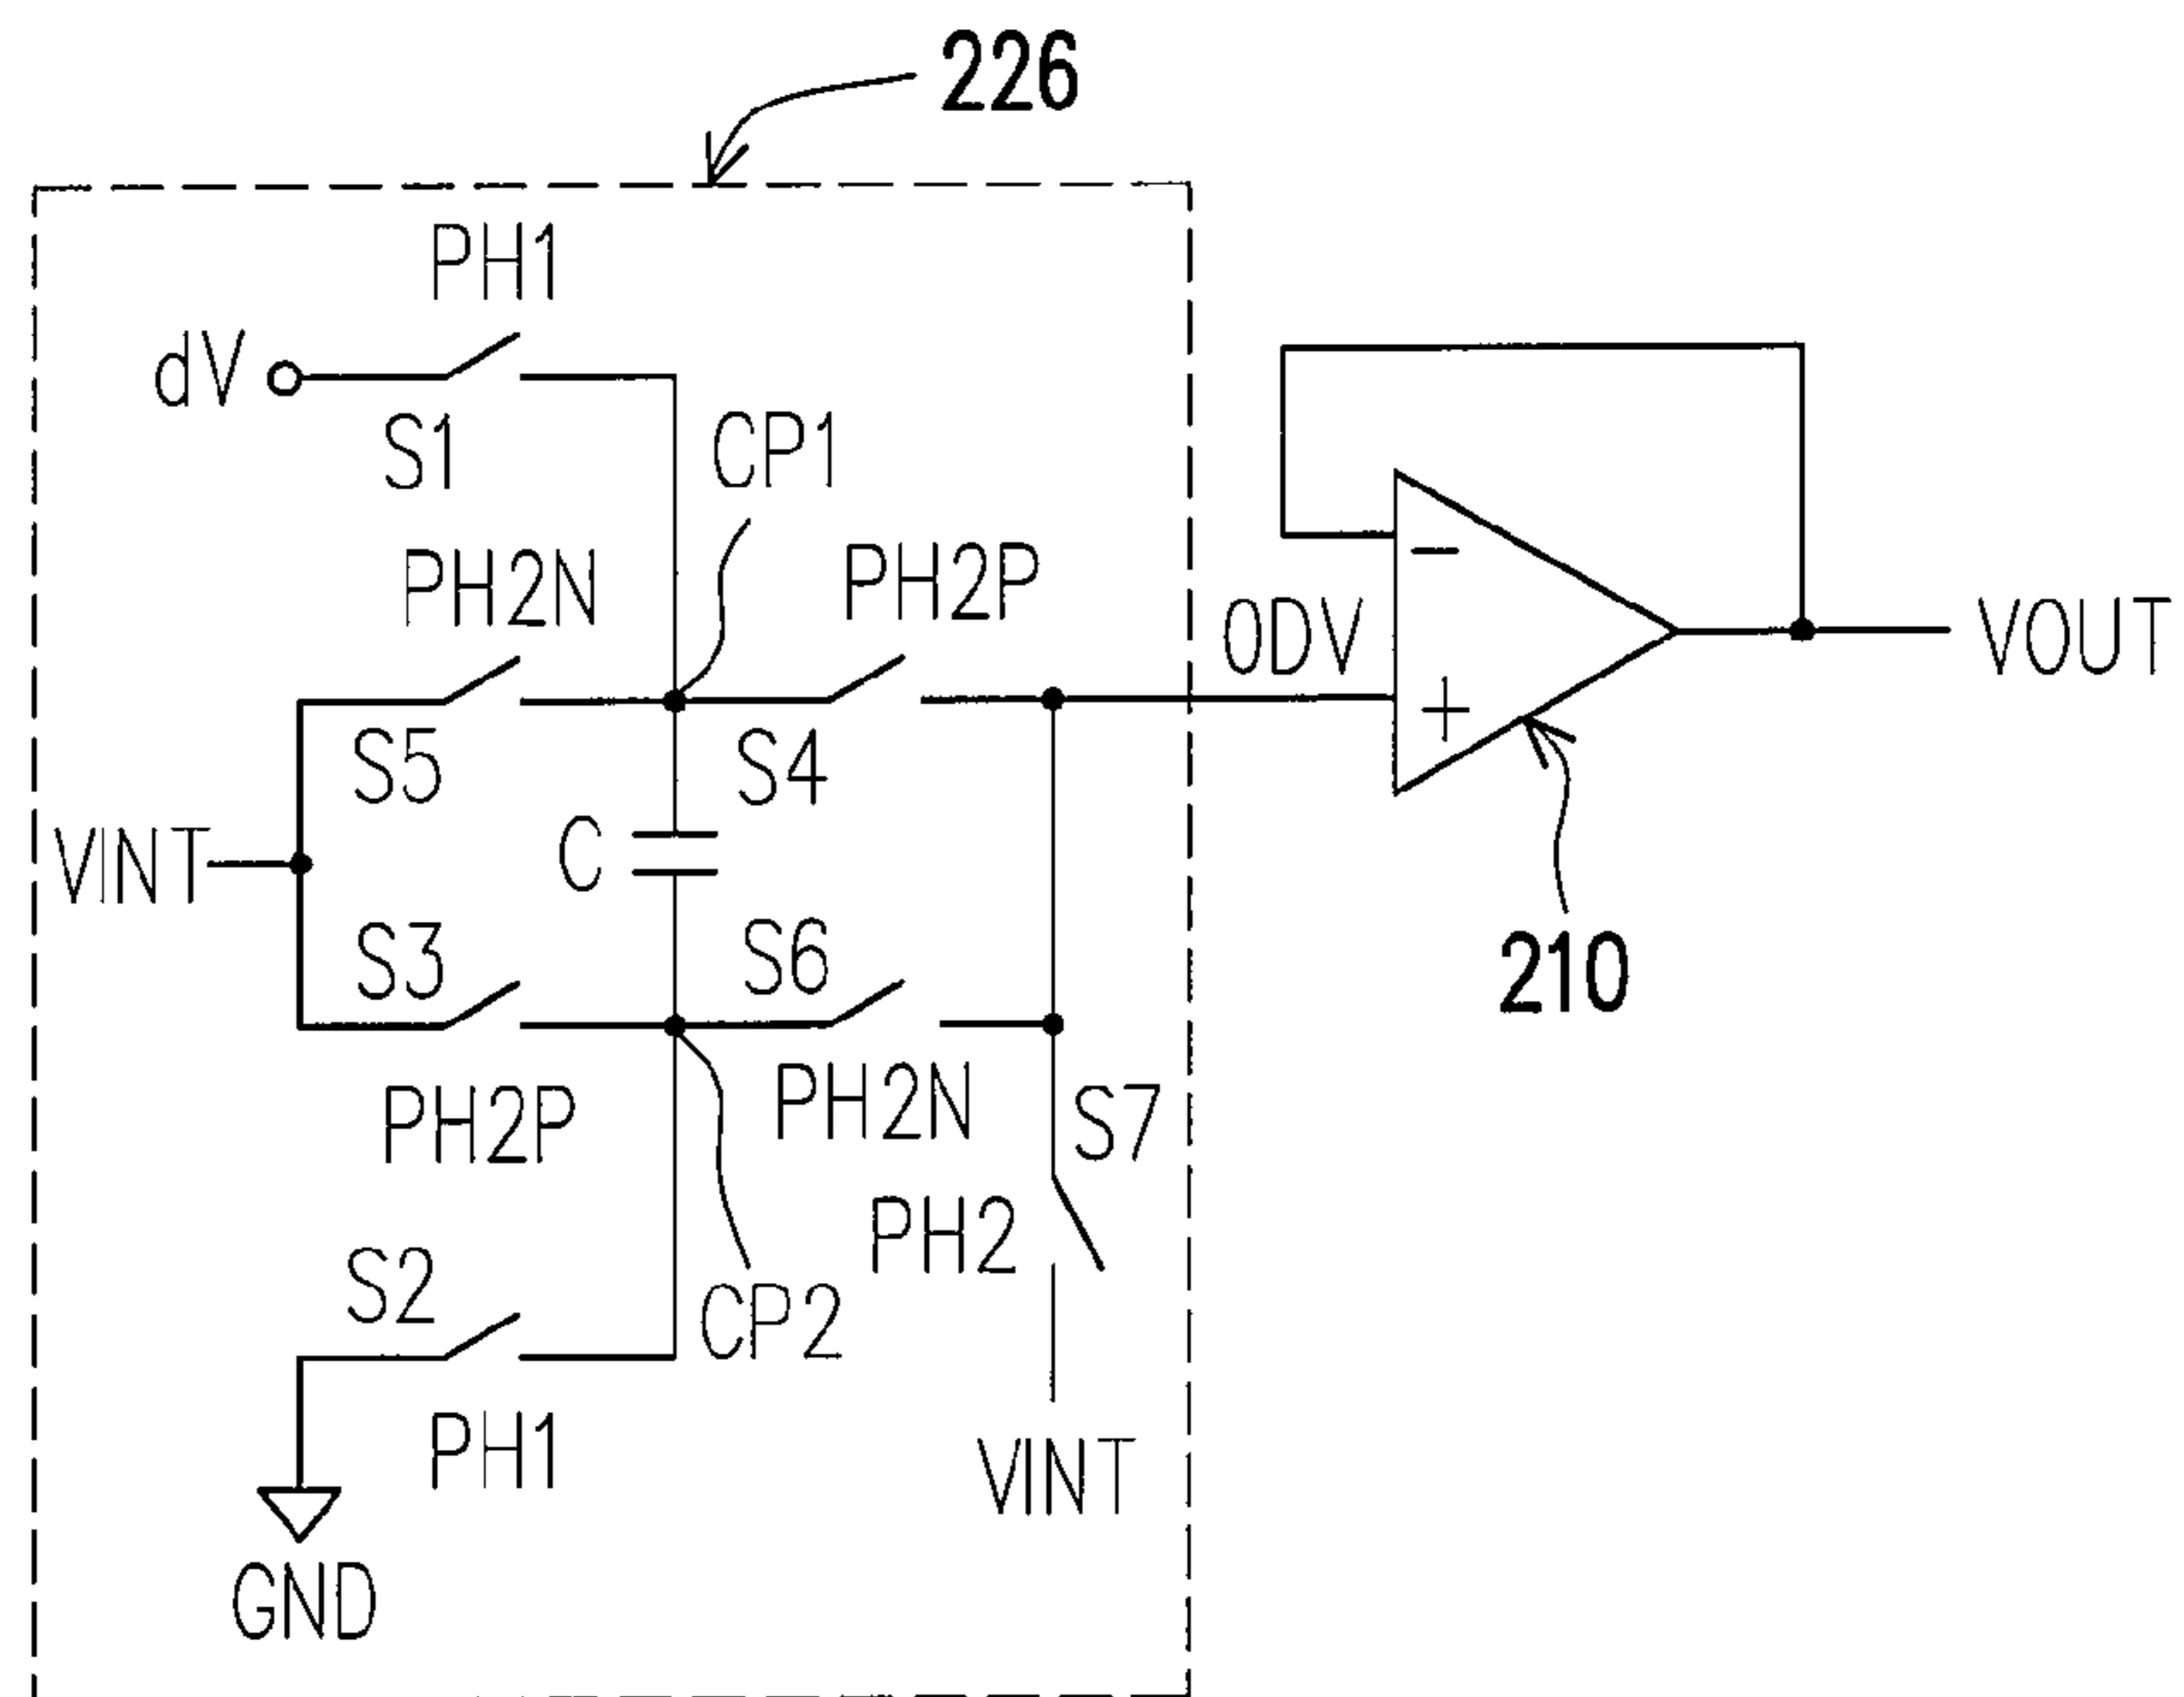 226
PH1
dV
S1
CP1
PH2N
PH2P
ODV
-
+
VOUT
S5
S4
VINT
C
S3
S6
210
PH2P
PH2N
S7
PH2
S2
CP2
PH1
VINT
GND